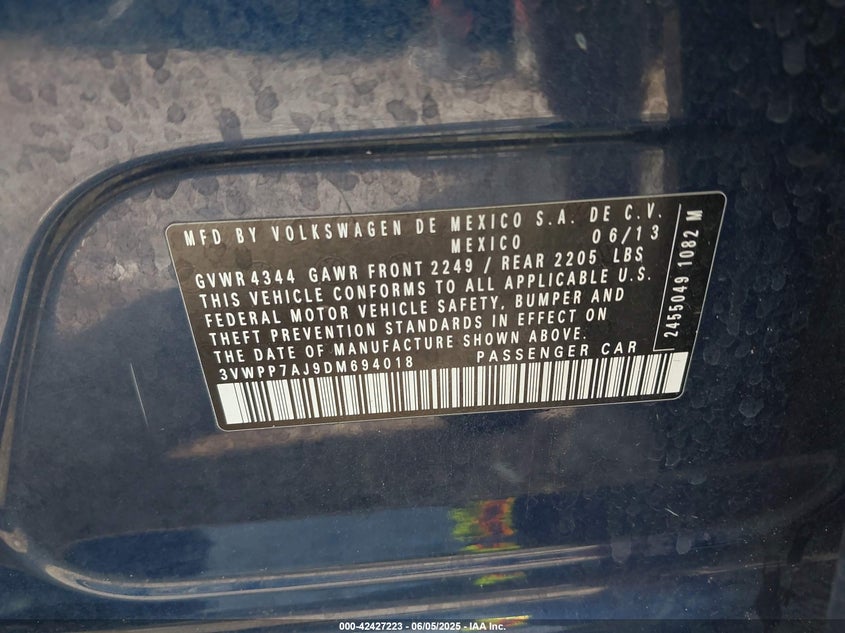 MFD BY VOLKSWAGEN DE MEXICO S.A. DE C.V.
MEXICO 06/13
GVWR 4344 GAWR FRONT 2249 / REAR 2205 LBS
THIS VEHICLE CONFORMS TO ALL APPLICABLE U.S.
FEDERAL MOTOR VEHICLE SAFETY, BUMPER AND
THEFT PREVENTION STANDARDS IN EFFECT ON
THE DATE OF MANUFACTURE SHOWN ABOVE.
3VWPP7AJ9DM694018 PASSENGER CAR
2455049 1082 M
000-42427223 - 06/05/2025 - IAA Inc.